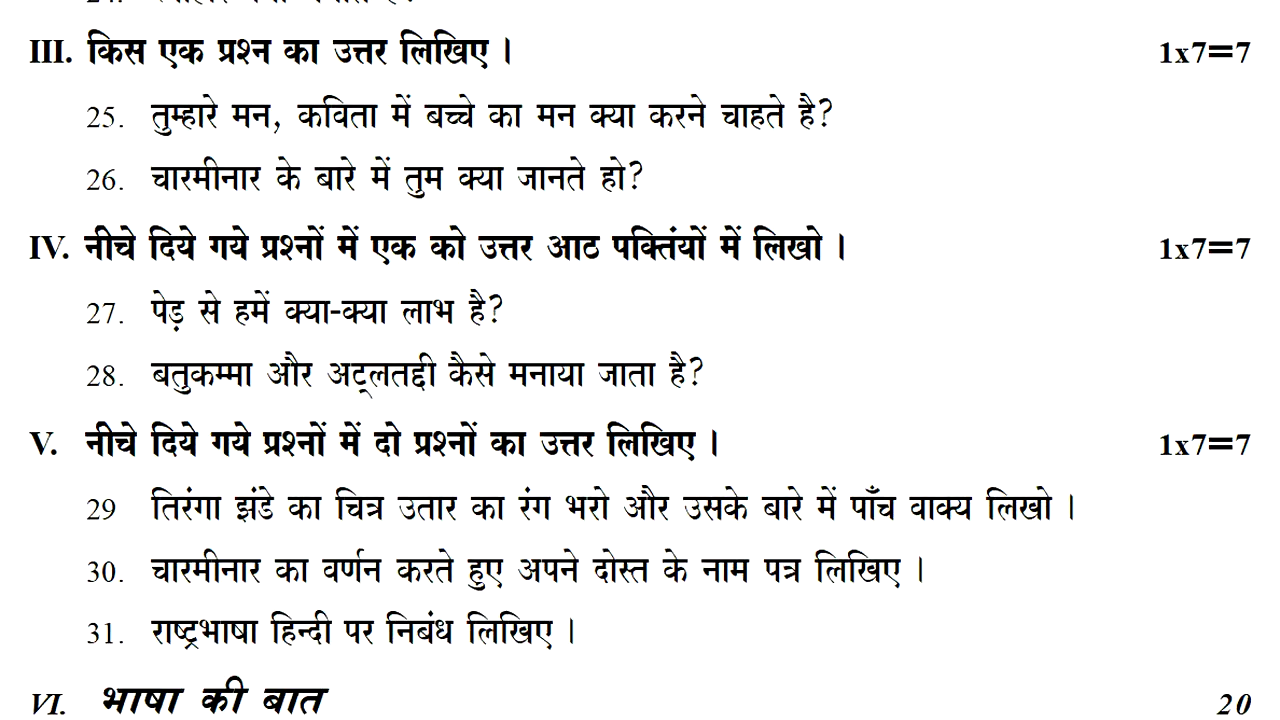 III. किस एक प्रश्न का उत्तर लिखिए । 1x7=7
25. तुम्हारे मन, कविता में बच्चे का मन क्या करने चाहते है?
26. चारमीनार के बारे में तुम क्या जानते हो?
IV. नीचे दिये गये प्रश्नों में एक को उत्तर आठ पक्तिंयों में लिखो । 1x7=7
27. पेड़ से हमें क्या-क्या लाभ है?
28. बतुकम्मा और अट्लतद्दी कैसे मनाया जाता है?
V. नीचे दिये गये प्रश्नों में दो प्रश्नों का उत्तर लिखिए । 1x7=7
29 तिरंगा झंडे का चित्र उतार का रंग भरो और उसके बारे में पाँच वाक्य लिखो ।
30. चारमीनार का वर्णन करते हुए अपने दोस्त के नाम पत्र लिखिए ।
31. राष्ट्रभाषा हिन्दी पर निबंध लिखिए ।
VI. भाषा की बात 20